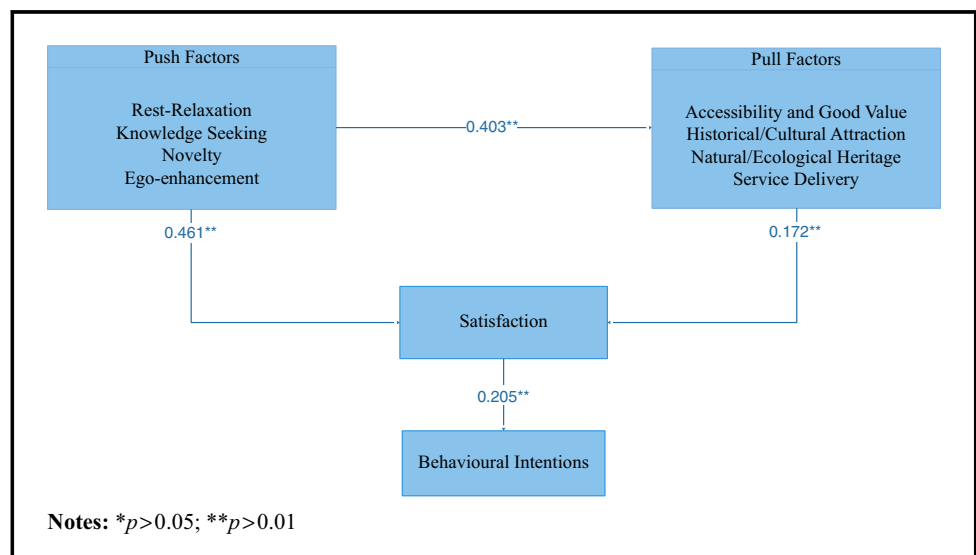 Push Factors
Rest-Relaxation
Knowledge Seeking
Novelty
Ego-enhancement
Pull Factors
Accessibility and Good Value
Historical/Cultural Attraction
Natural/Ecological Heritage
Service Delivery
0.403**
0.461**
0.172**
Satisfaction
0.205**
Behavioural Intentions
Notes: *p>0.05; **p>0.01